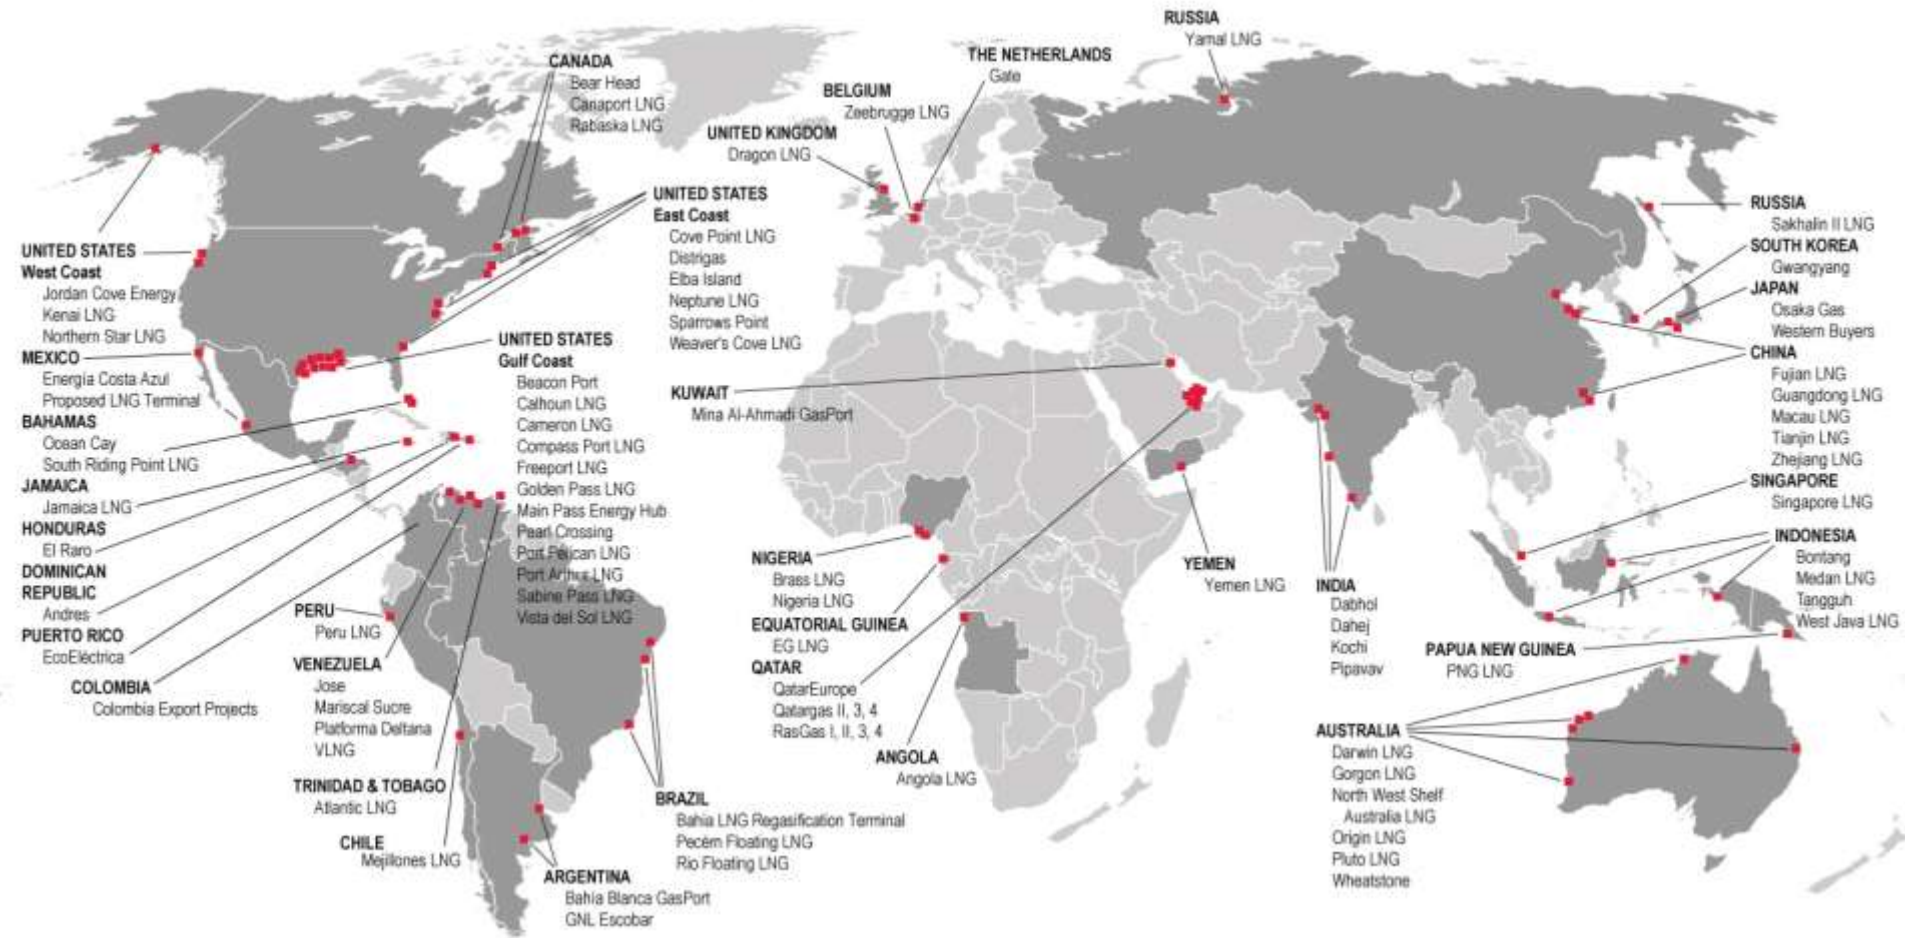 RUSSIA
Yamal LNG
THE NETHERLANDS
Gate
BELGIUM
Zeebrugge LNG
UNITED KINGDOM
Dragon LNG
CANADA
Bear Head
Canaport LNG
Rabaska LNG
UNITED STATES
East Coast
Cove Point LNG
Distrigas
Elba Island
Neptune LNG
Sparrows Point
Weaver's Cove LNG
UNITED STATES
West Coast
Jordan Cove Energy
Kenai LNG
Northern Star LNG
MEXICO
Energía Costa Azul
Proposed LNG Terminal
BAHAMAS
Ocean Cay
South Riding Point LNG
JAMAICA
Jamaica LNG
HONDURAS
El Raro
DOMINICAN
REPUBLIC
Andres
PUERTO RICO
EcoEléctrica
COLOMBIA
Colombia Export Projects
UNITED STATES
Gulf Coast
Beacon Port
Calhoun LNG
Cameron LNG
Compass Port LNG
Freeport LNG
Golden Pass LNG
Main Pass Energy Hub
Pearl Crossing
Port Pelican LNG
Port Arthur LNG
Sabine Pass LNG
Vista del Sol LNG
PERU
Peru LNG
VENEZUELA
Jose
Mariscal Sucre
Platforma Deltana
VLNG
TRINIDAD & TOBAGO
Atlantic LNG
CHILE
Mejillones LNG
ARGENTINA
Bahia Blanca GasPort
GNL Escobar
BRAZIL
Bahia LNG Regasification Terminal
Pecém Floating LNG
Rio Floating LNG
KUWAIT
Mina Al-Ahmadi GasPort
NIGERIA
Brass LNG
Nigeria LNG
EQUATORIAL GUINEA
EG LNG
QATAR
QatarEurope
Qatargas II, 3, 4
RasGas I, II, 3, 4
ANGOLA
Angola LNG
YEMEN
Yemen LNG
INDIA
Dabhol
Dahej
Kochi
Pipavav
RUSSIA
Sakhalin II LNG
SOUTH KOREA
Gwangyang
JAPAN
Osaka Gas
Western Buyers
CHINA
Fujian LNG
Guangdong LNG
Macau LNG
Tianjin LNG
Zhejiang LNG
SINGAPORE
Singapore LNG
INDONESIA
Bontang
Medan LNG
Tangguh
West Java LNG
PAPUA NEW GUINEA
PNG LNG
AUSTRALIA
Darwin LNG
Gorgon LNG
North West Shelf
Australia LNG
Origin LNG
Pluto LNG
Wheatstone